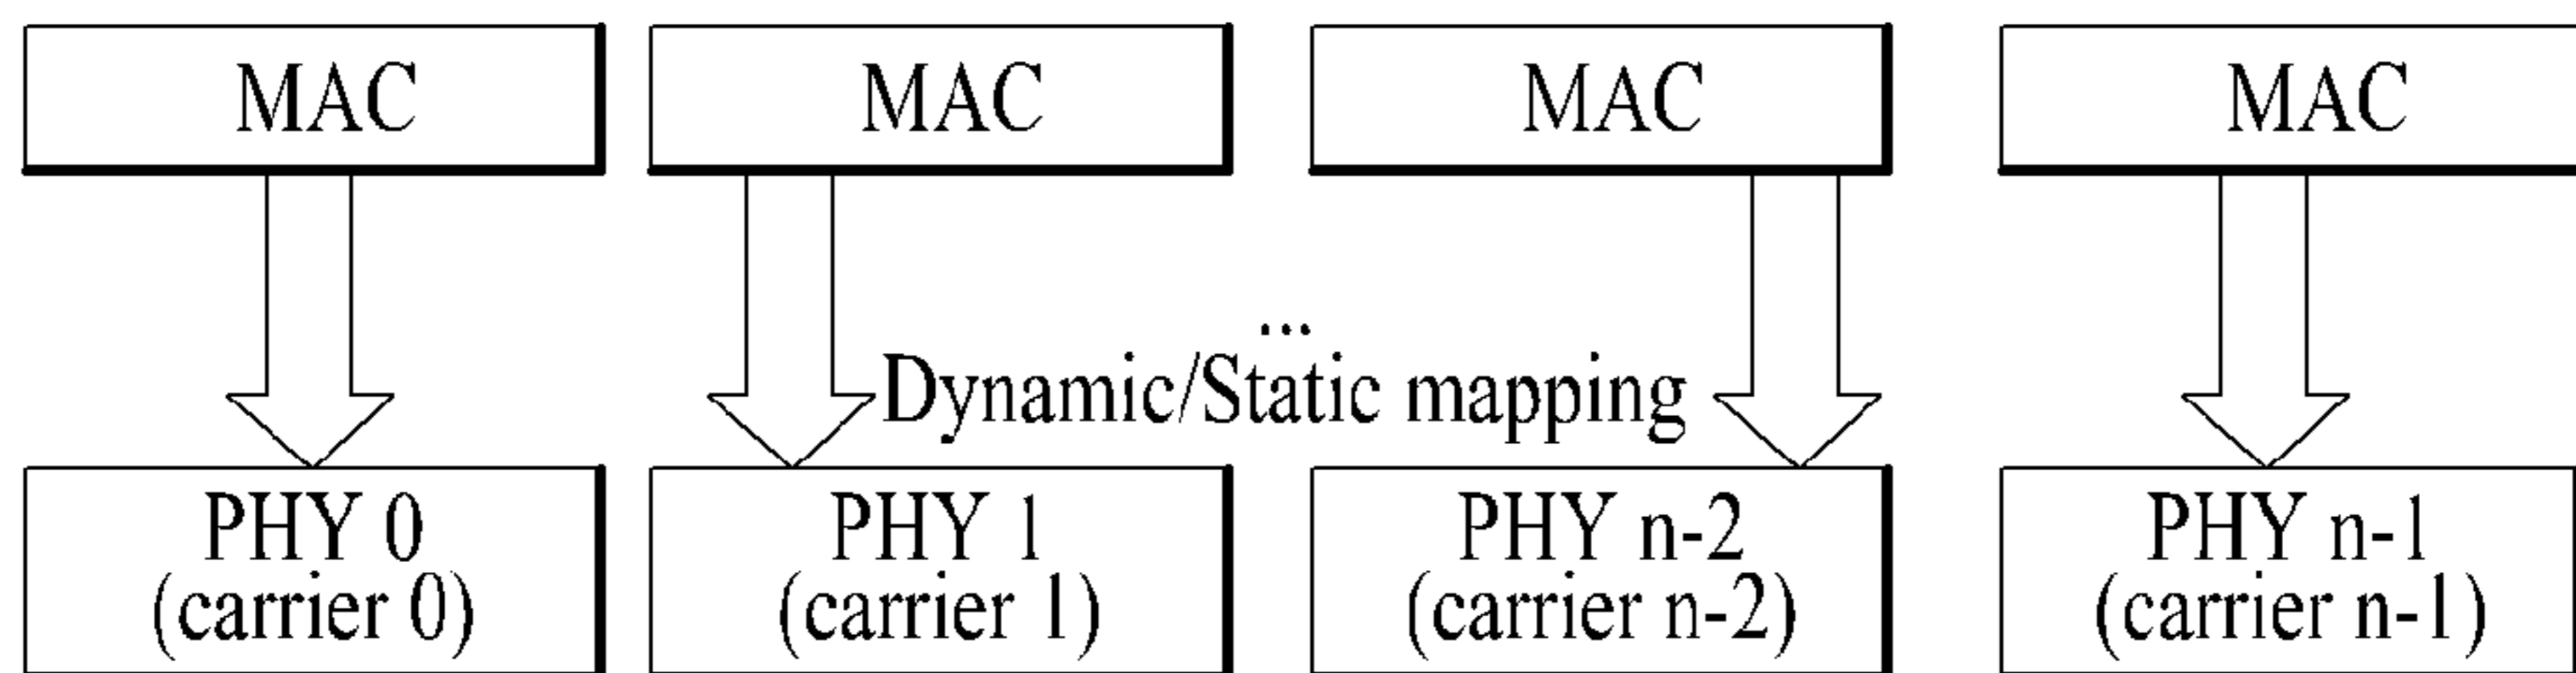 MAC MAC MAC MAC
...
Dynamic/Static mapping
PHY 0 PHY 1 PHY n-2 PHY n-1
(carrier 0) (carrier 1) (carrier n-2) (carrier n-1)